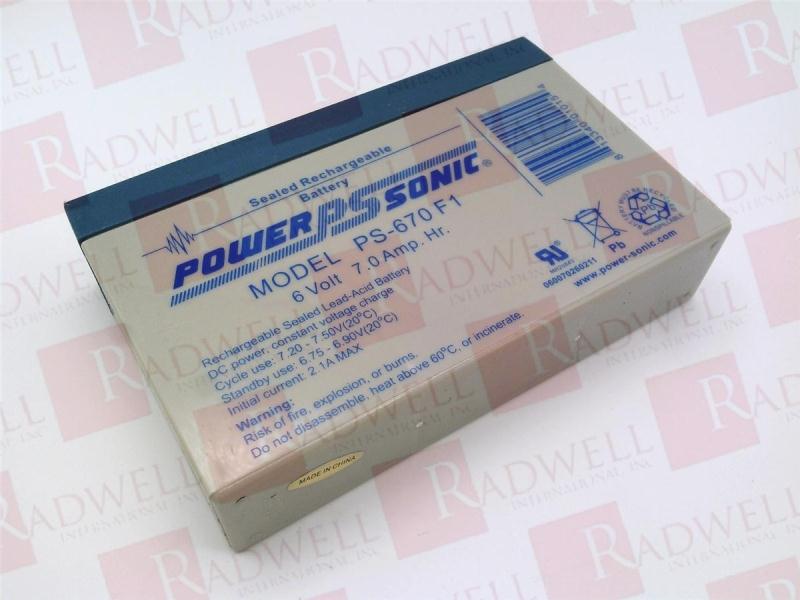 Sealed Rechargeable
Battery
POWER PS SONIC®
MODEL PS-670 F1
6 Volt 7.0 Amp. Hr.
Rechargeable Sealed Lead-Acid Battery
DC power, constant voltage charge
Cycle use: 7.20 - 7.50V(20°C)
Standby use: 6.75 - 6.90V(20°C)
Initial current: 2.1A MAX
Warning:
Risk of fire, explosion, or burns.
Do not disassemble, heat above 60°C, or incinerate.
MADE IN CHINA
Pb
Pb
060070260211
www.power-sonic.com
RADWELL
INTERNATIONAL, INC